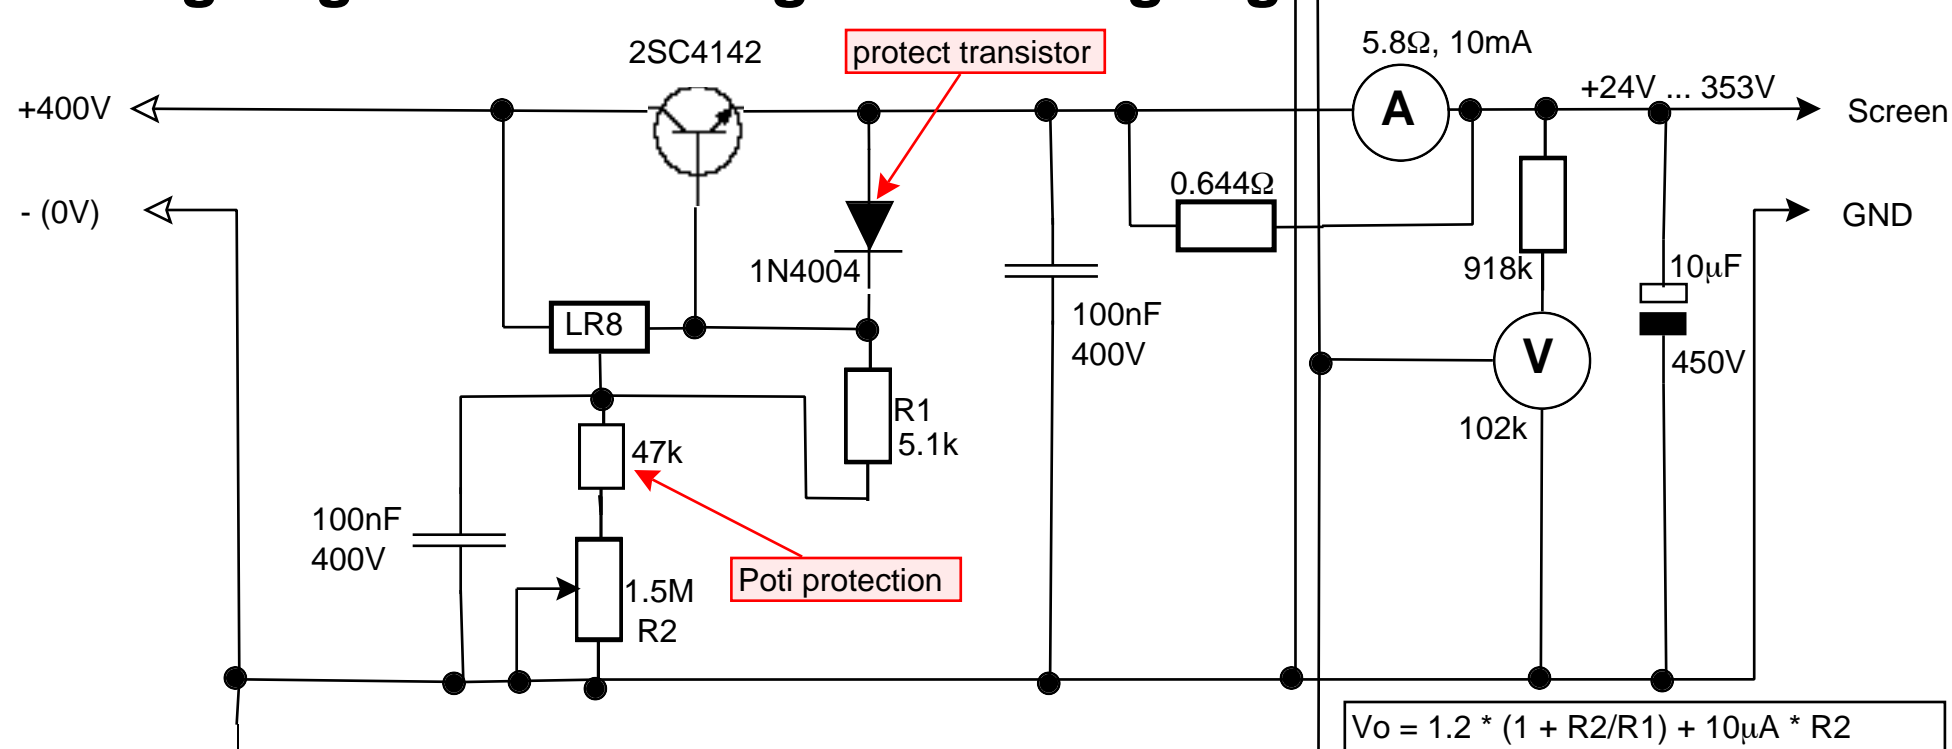 2SC4142
protect transistor
5.8Ω, 10mA
+24V ... 353V
+400V
A
Screen
- (0V)
0.644Ω
GND
1N4004
918k
10μF
LR8
100nF
400V
V
450V
R1
5.1k
102k
47k
100nF
400V
Poti protection
1.5M
R2
Vo = 1.2 * (1 + R2/R1) + 10μA * R2